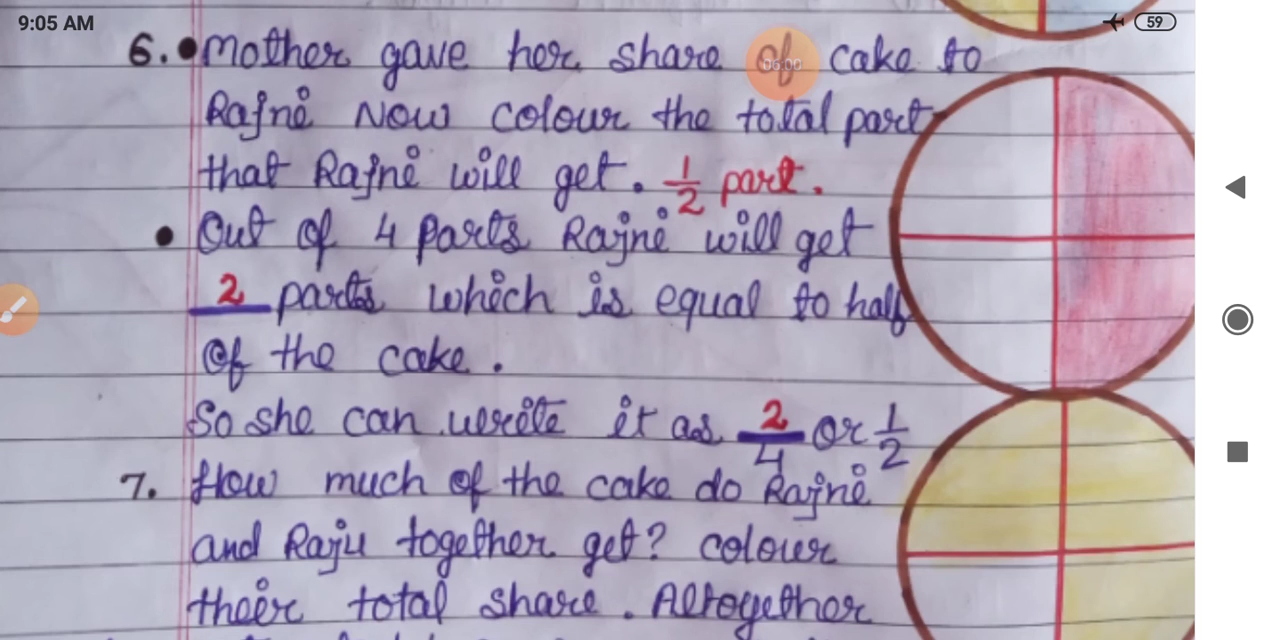 9:05 AM
59
6. • Mother gave her share of cake to
06:00
Rajni Now colour the total part
that Rajni will get. 1/2 part.
• Out of 4 parts Rajni will get
2 parts which is equal to half
of the cake.
So she can write it as 2/4 or 1/2
7. How much of the cake do Rajni
and Raju together get? colour
their total share. Altogether